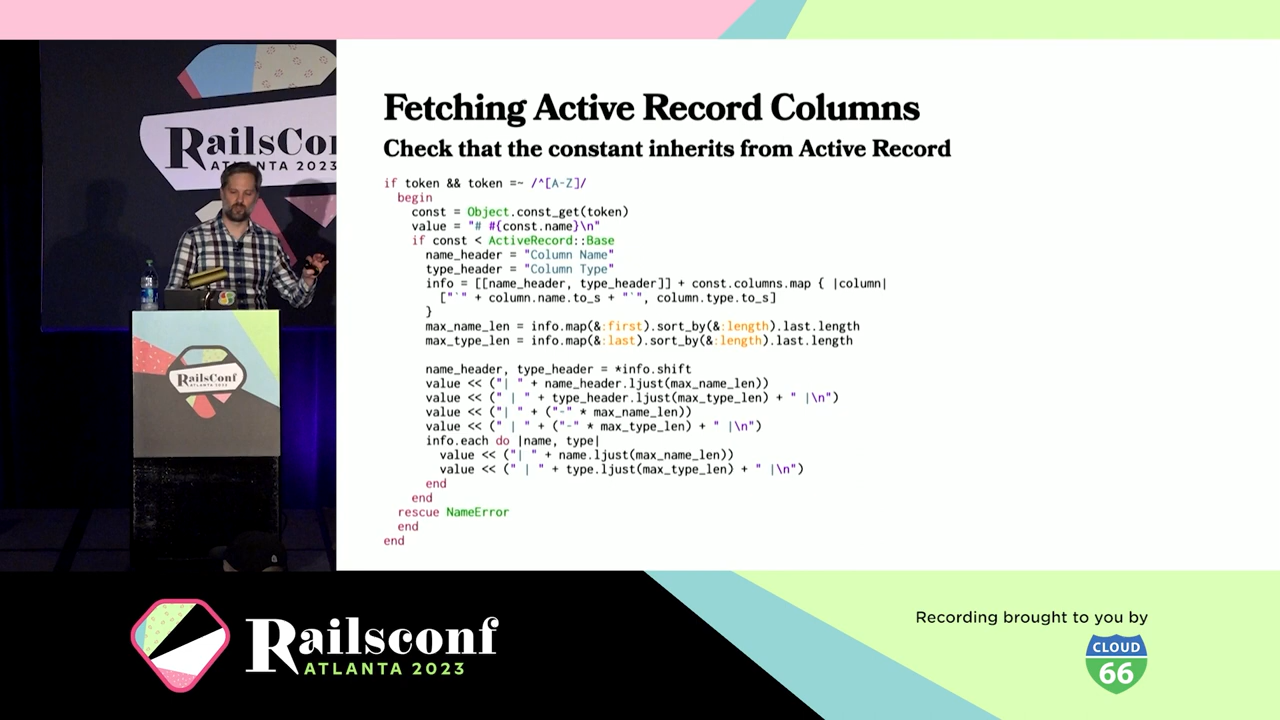 RailsCon
ATLANTA 2023
RailsConf
ATLANTA 2023
Fetching Active Record Columns
Check that the constant inherits from Active Record
if token && token =~ /^[A-Z]/
  begin
    const = Object.const_get(token)
    value = "# #{const.name}\n"
    if const < ActiveRecord::Base
      name_header = "Column Name"
      type_header = "Column Type"
      info = [[name_header, type_header]] + const.columns.map { |column|
        ["`" + column.name.to_s + "`", column.type.to_s]
      }
      max_name_len = info.map(&:first).sort_by(&:length).last.length
      max_type_len = info.map(&:last).sort_by(&:length).last.length
      name_header, type_header = *info.shift
      value << ("| " + name_header.ljust(max_name_len))
      value << (" | " + type_header.ljust(max_type_len) + " |\n")
      value << ("| " + ("-" * max_name_len))
      value << (" | " + ("-" * max_type_len) + " |\n")
      info.each do |name, type|
        value << ("| " + name.ljust(max_name_len))
        value << (" | " + type.ljust(max_type_len) + " |\n")
      end
    end
  rescue NameError
  end
end
Railsconf
ATLANTA 2023
Recording brought to you by
CLOUD
66